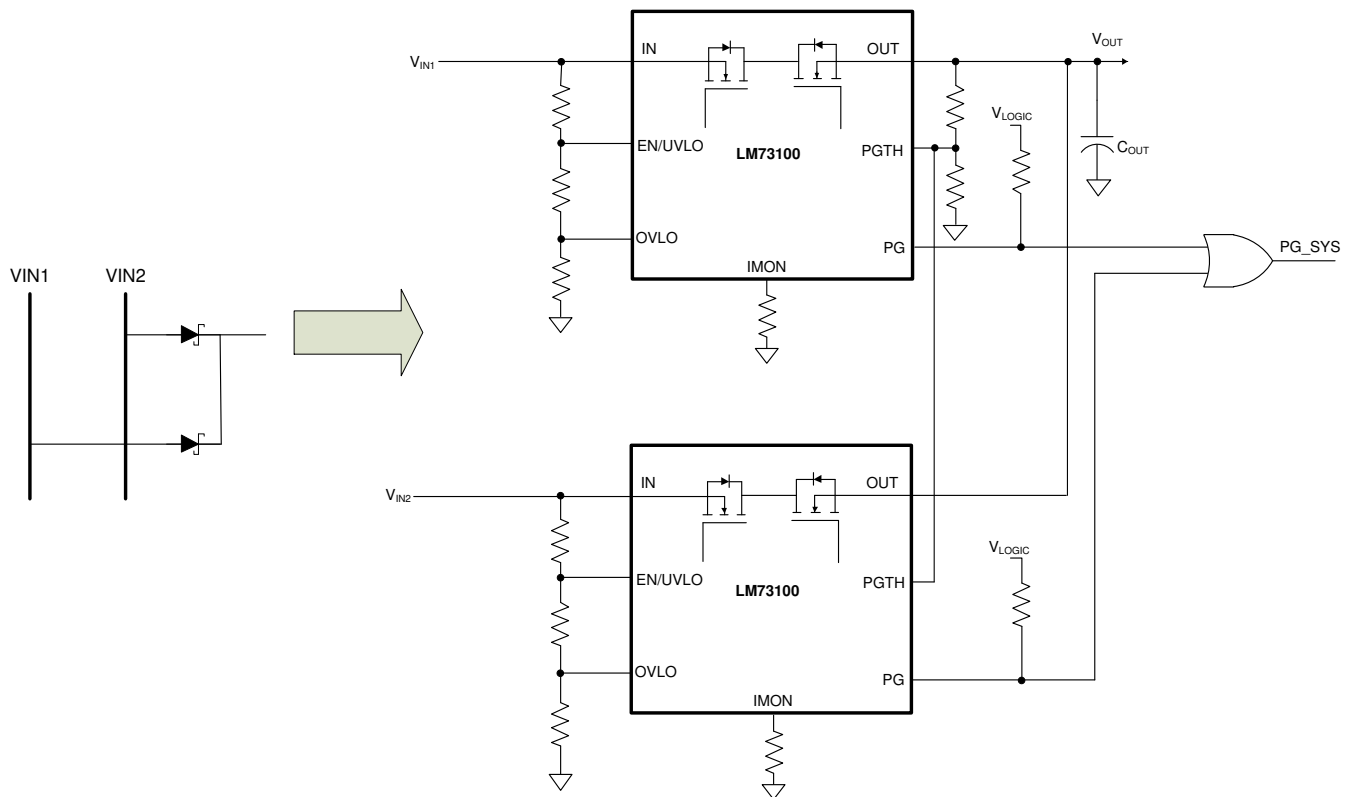 VIN1
VIN2
VIN1
IN
OUT
VOUT
EN/UVLO
LM73100
PGTH
VLOGIC
COUT
OVLO
PG
IMON
PG_SYS
VIN2
IN
OUT
EN/UVLO
LM73100
PGTH
VLOGIC
OVLO
PG
IMON